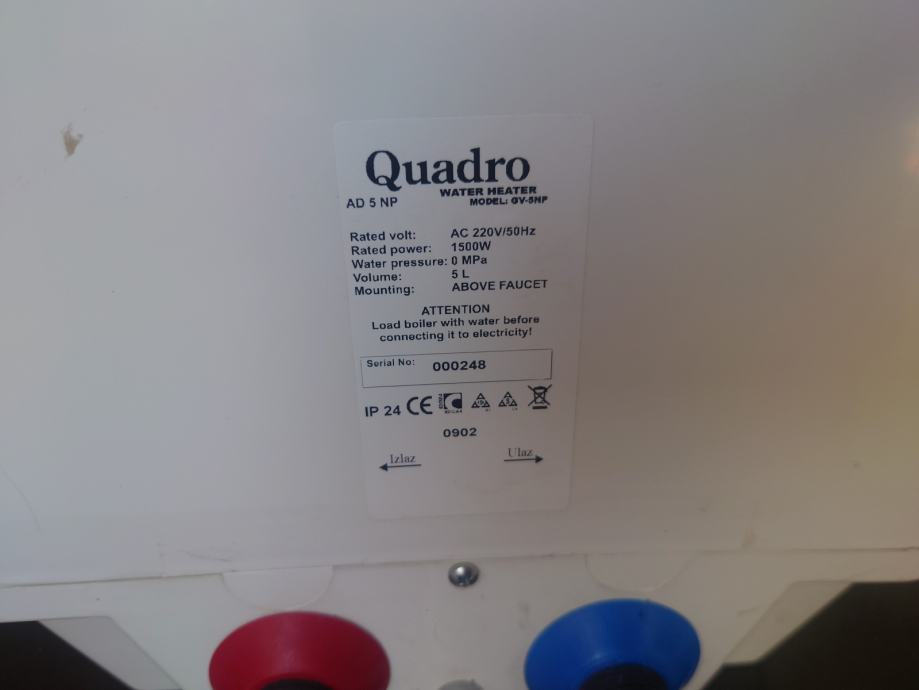 Quadro
WATER HEATER
AD 5 NP MODEL: GV-5NP
Rated volt: AC 220V/50Hz
Rated power: 1500W
Water pressure: 0 MPa
Volume: 5 L
Mounting: ABOVE FAUCET
ATTENTION
Load boiler with water before
connecting it to electricity!
Serial No: 000248
IP 24 CE
0902
Izlaz Ulaz